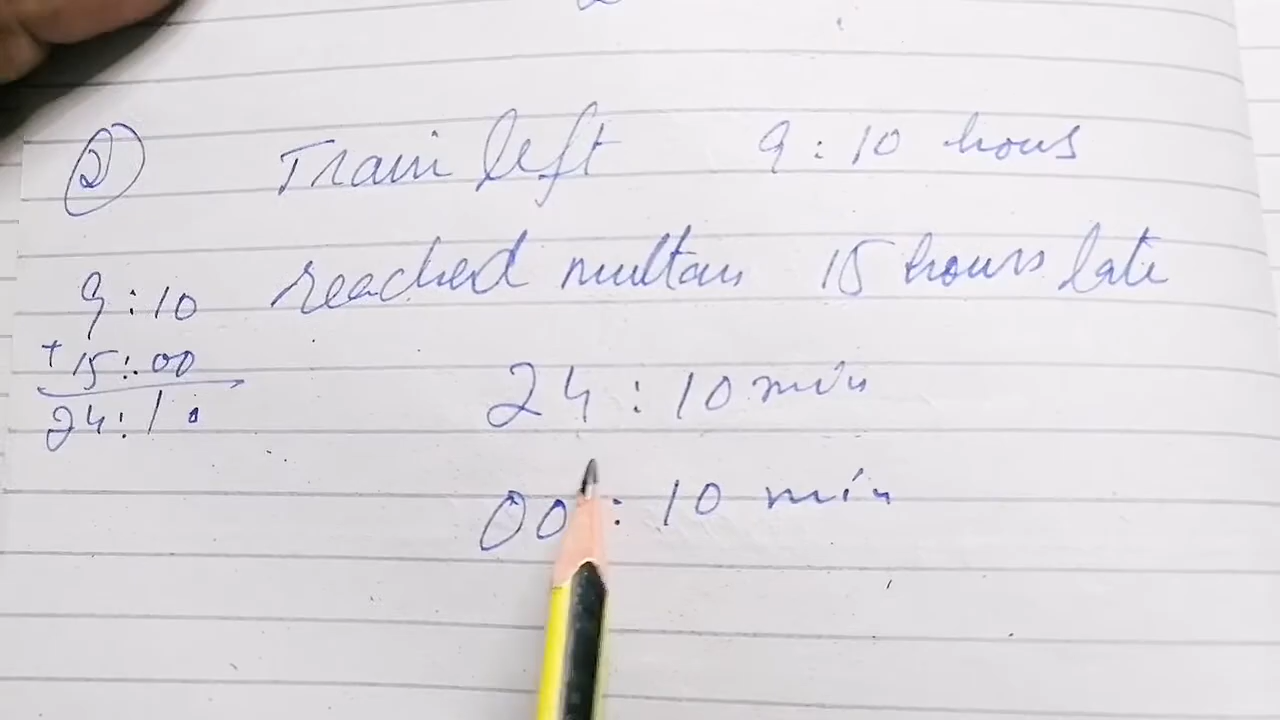 ② Train left 9:10 hous
reached multan 15 hours late
9:10
+15:00
24:10
24:10 min
00:10 min